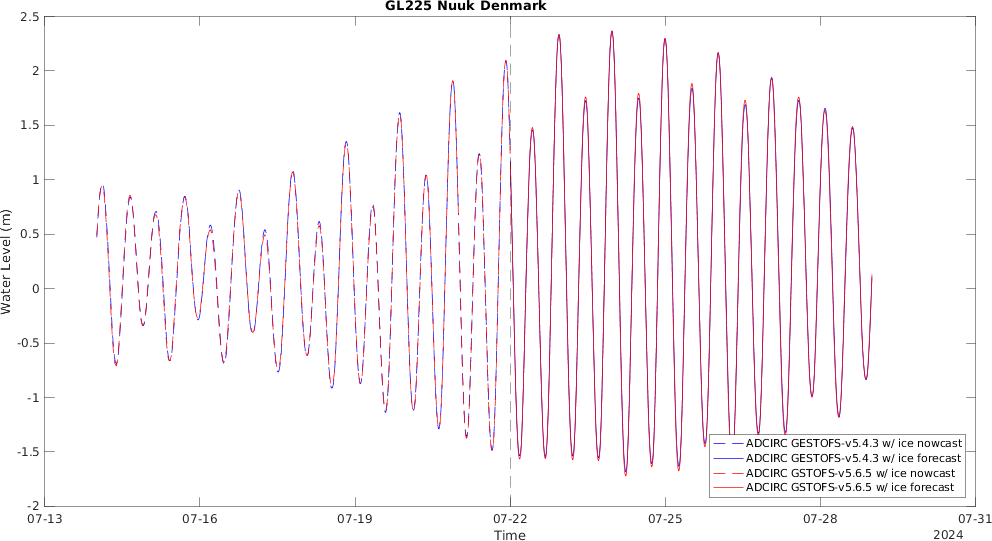 GL225 Nuuk Denmark
Water Level (m)
2.5
2
1.5
1
0.5
0
-0.5
-1
-1.5
-2
ADCIRC GESTOFS-v5.4.3 w/ ice nowcast
ADCIRC GESTOFS-v5.4.3 w/ ice forecast
ADCIRC GSTOFS-v5.6.5 w/ ice nowcast
ADCIRC GSTOFS-v5.6.5 w/ ice forecast
07-13 07-16 07-19 07-22 07-25 07-28 07-31
Time
2024